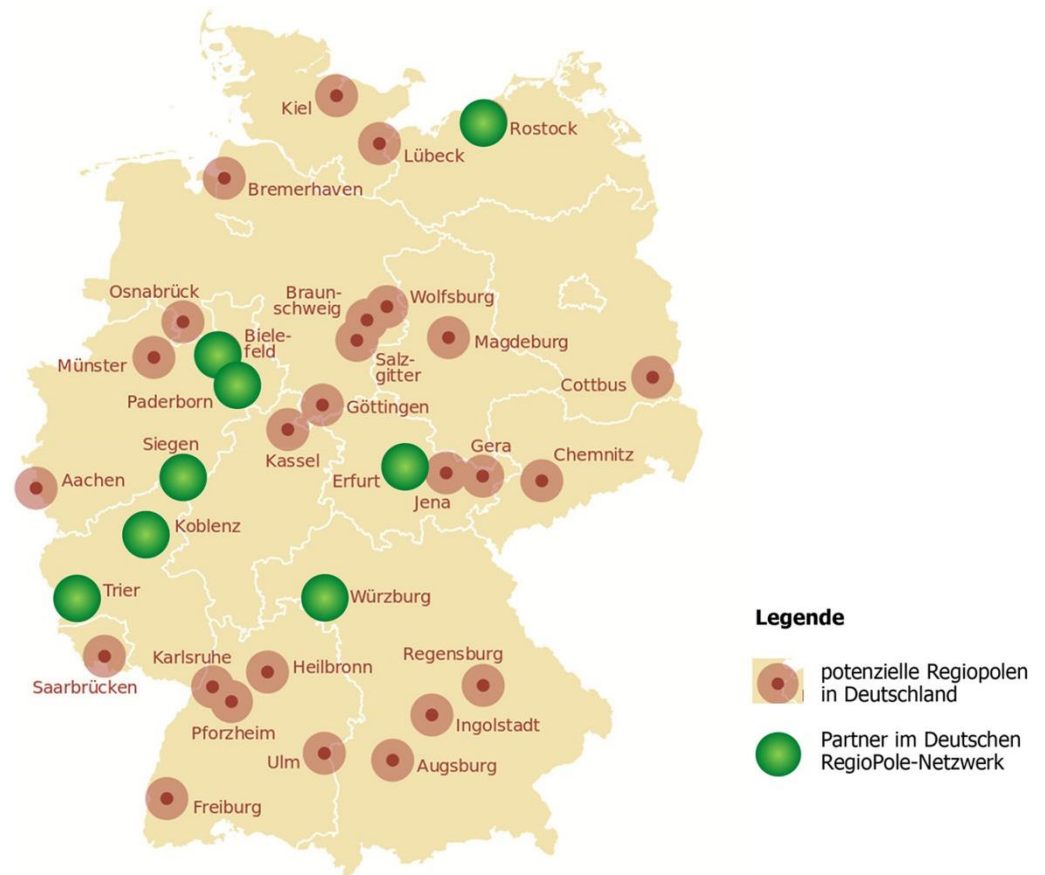 Kiel
Rostock
Lübeck
Bremerhaven
Osnabrück
Braun-
schweig
Wolfsburg
Biele-
feld
Magdeburg
Münster
Salz-
gitter
Cottbus
Paderborn
Göttingen
Siegen
Kassel
Gera
Chemnitz
Aachen
Erfurt
Jena
Koblenz
Trier
Würzburg
Karlsruhe
Heilbronn
Regensburg
Saarbrücken
Ingolstadt
Pforzheim
Ulm
Augsburg
Freiburg
Legende
potenzielle Regiopolen
in Deutschland
Partner im Deutschen
RegioPole-Netzwerk